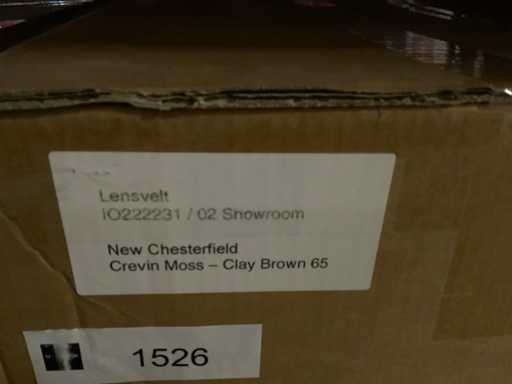 Lensvelt
IO222231 / 02 Showroom
New Chesterfield
Crevin Moss – Clay Brown 65
1526